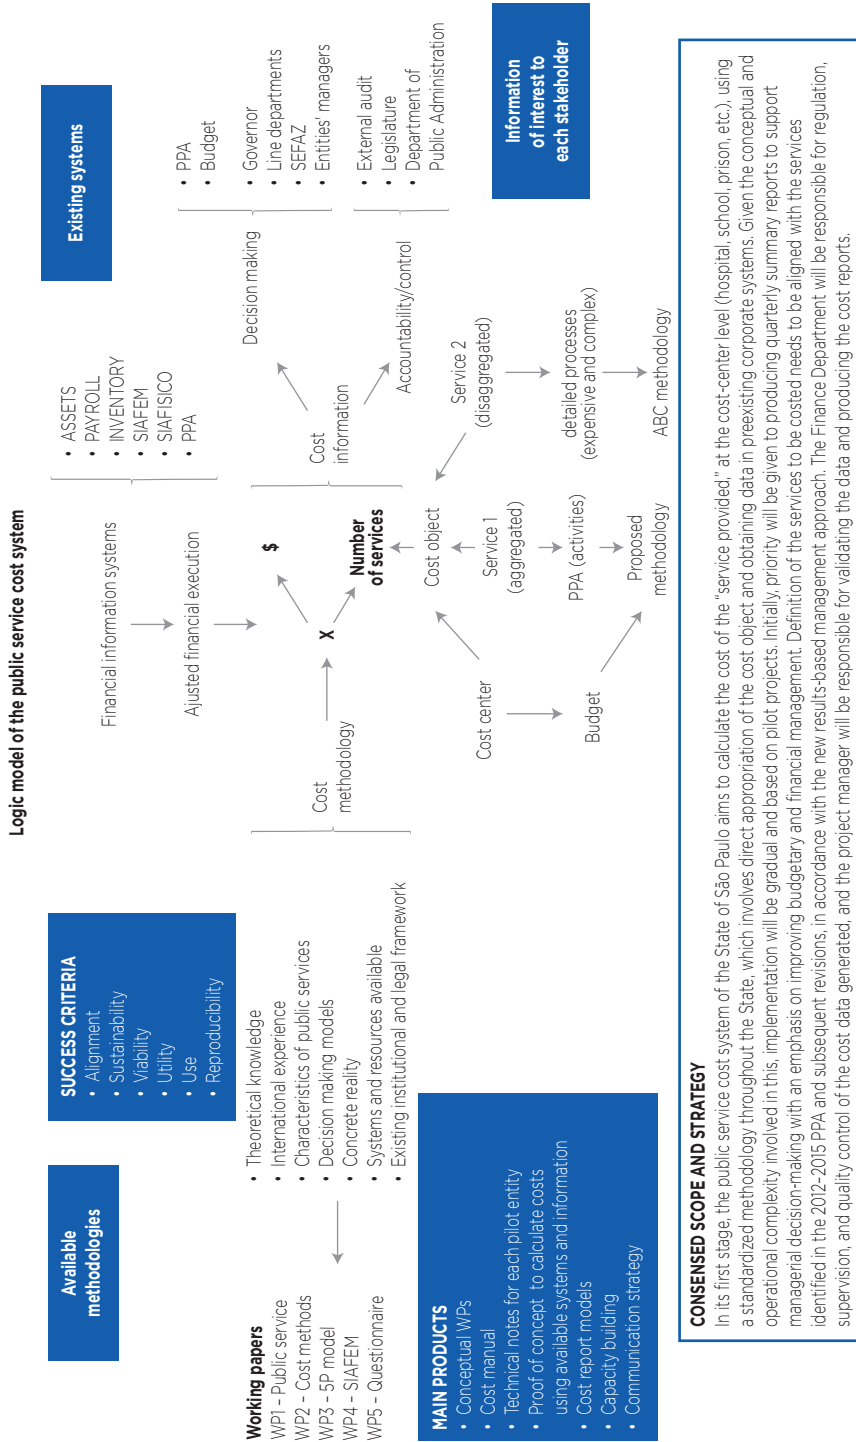 Logic model of the public service cost system
Available
methodologies
SUCCESS CRITERIA
• Alignment
• Sustainability
• Viability
• Utility
• Use
• Reproducibility
Existing systems
Financial information systems
Ajusted financial execution
• ASSETS
• PAYROLL
• INVENTORY
• SIAFEM
• SIAFISICO
• PPA
Working papers
WP1 – Public service
WP2 – Cost methods
WP3 – 5P model
WP4 – SIAFEM
WP5 – Questionnaire
• Theoretical knowledge
• International experience
• Characteristics of public services
• Decision making models
• Concrete reality
• Systems and resources available
• Existing institutional and legal framework
Cost
methodology
X
$
Number
of services
Cost
information
Decision making
• PPA
• Budget
• Governor
• Line departments
• SEFAZ
• Entities' managers
Accountability/control
• External audit
• Legislature
• Department of
Public Administration
MAIN PRODUCTS
• Conceptual WPs
• Cost manual
• Technical notes for each pilot entity
• Proof of concept to calculate costs
using available systems and information
• Cost report models
• Capacity building
• Communication strategy
Cost center
Budget
Cost object
Service 1
(aggregated)
PPA (activities)
Proposed
methodology
Service 2
(disaggregated)
detailed processes
(expensive and complex)
ABC methodology
Information
of interest to
each stakeholder
CONSENSED SCOPE AND STRATEGY
In its first stage, the public service cost system of the State of São Paulo aims to calculate the cost of the "service provided," at the cost-center level (hospital, school, prison, etc.), using
a standardized methodology throughout the State, which involves direct appropriation of the cost object and obtaining data in preexisting corporate systems. Given the conceptual and
operational complexity involved in this, implementation will be gradual and based on pilot projects. Initially, priority will be given to producing quarterly summary reports to support
managerial decision-making with an emphasis on improving budgetary and financial management. Definition of the services to be costed needs to be aligned with the services
identified in the 2012–2015 PPA and subsequent revisions, in accordance with the new results-based management approach. The Finance Department will be responsible for regulation,
supervision, and quality control of the cost data generated, and the project manager will be responsible for validating the data and producing the cost reports.